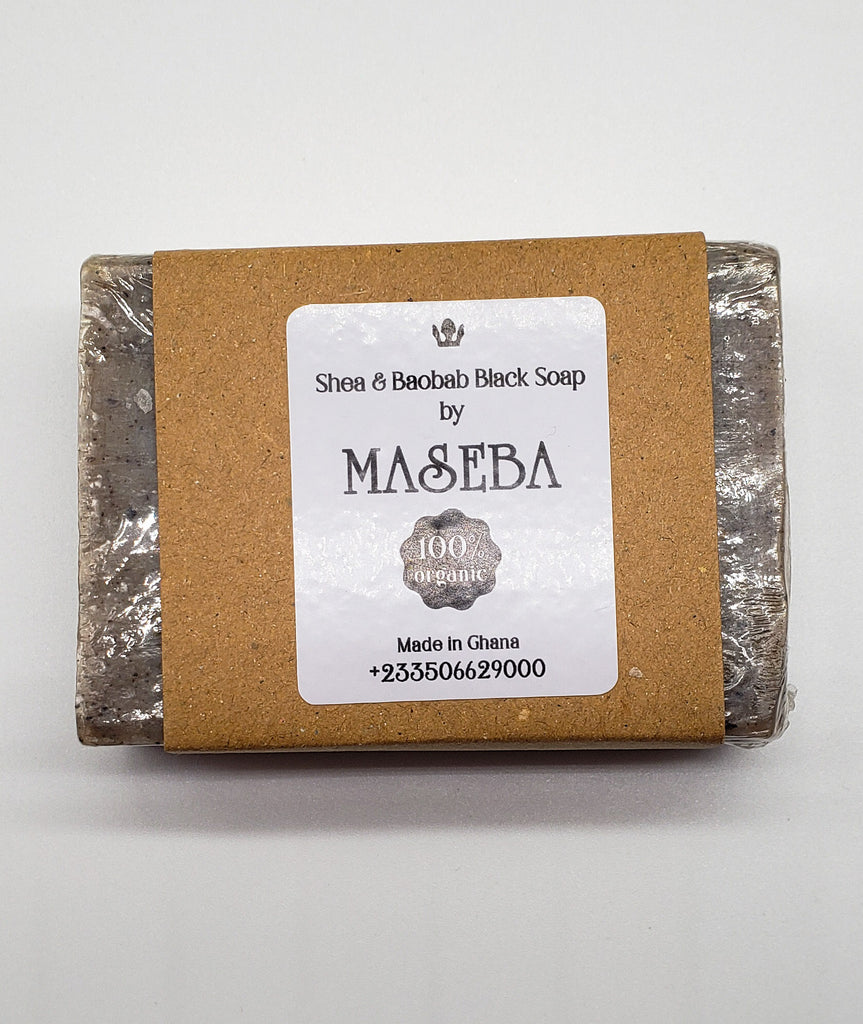 Shea & Baobab Black Soap
by
MASEBA
100%
organic
Made in Ghana
+233506629000